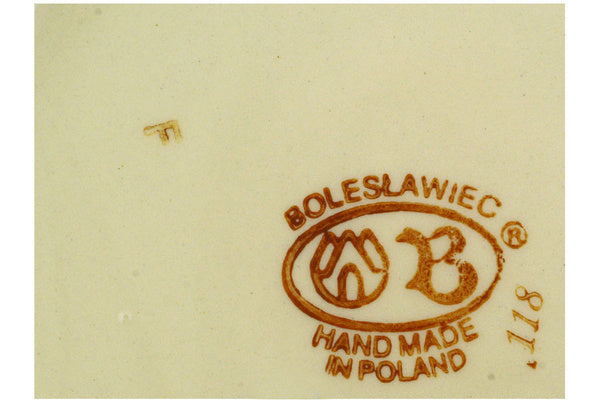 F
BOLESŁAWIEC ®
B
HAND MADE
IN POLAND
118